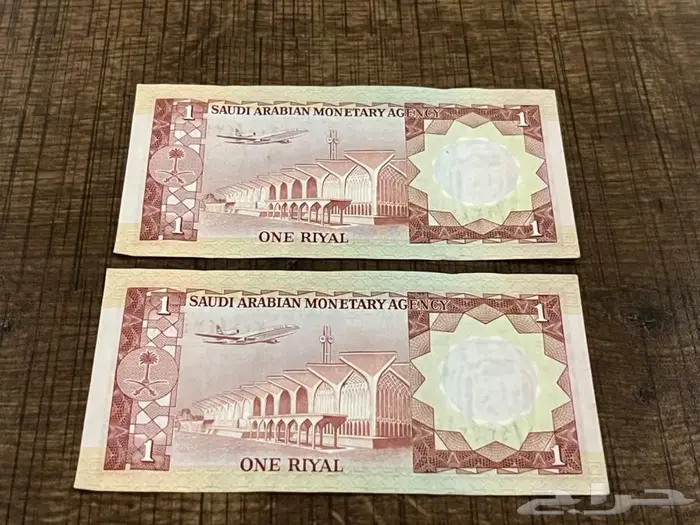 1 SAUDI ARABIAN MONETARY AGENCY 1
1 ONE RIYAL 1
1 SAUDI ARABIAN MONETARY AGENCY 1
1 ONE RIYAL 1
حراج